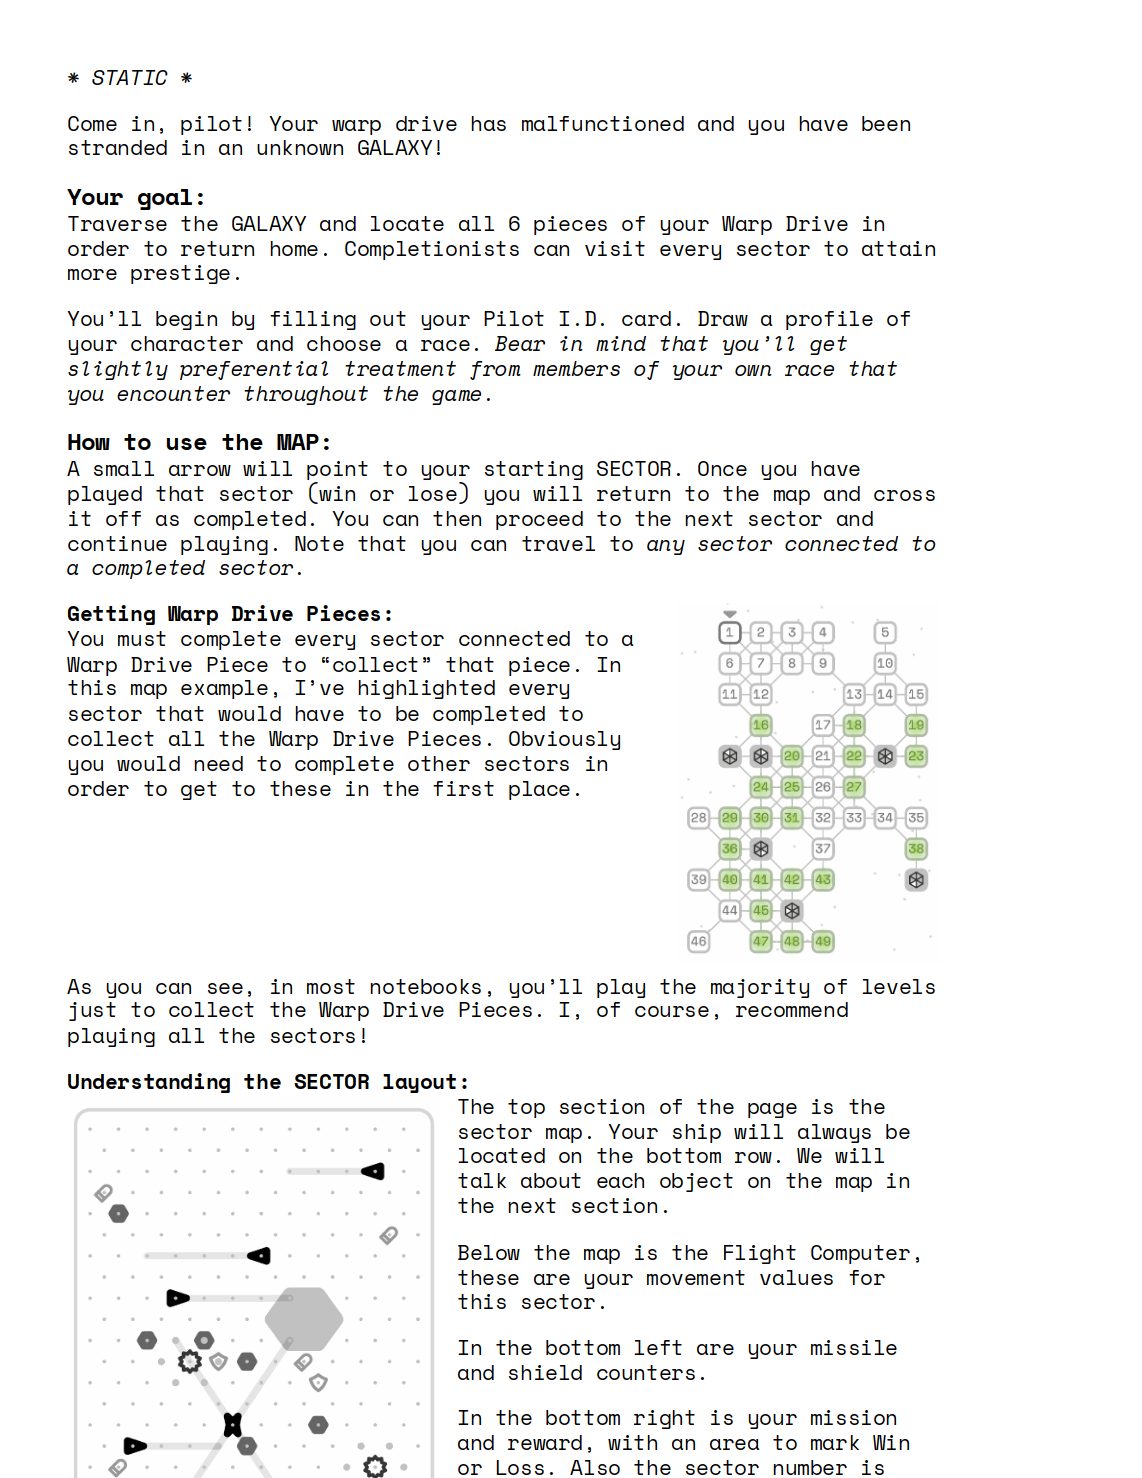 * STATIC *
Come in, pilot! Your warp drive has malfunctioned and you have been
stranded in an unknown GALAXY!
Your goal:
Traverse the GALAXY and locate all 6 pieces of your Warp Drive in
order to return home. Completionists can visit every sector to attain
more prestige.
You’ll begin by filling out your Pilot I.D. card. Draw a profile of
your character and choose a race. Bear in mind that you’ll get
slightly preferential treatment from members of your own race that
you encounter throughout the game.
How to use the MAP:
A small arrow will point to your starting SECTOR. Once you have
played that sector (win or lose) you will return to the map and cross
it off as completed. You can then proceed to the next sector and
continue playing. Note that you can travel to any sector connected to
a completed sector.
Getting Warp Drive Pieces:
You must complete every sector connected to a
Warp Drive Piece to “collect” that piece. In
this map example, I’ve highlighted every
sector that would have to be completed to
collect all the Warp Drive Pieces. Obviously
you would need to complete other sectors in
order to get to these in the first place.
1 2 3 4 5
6 7 8 9 10
11 12 13 14 15
16 17 18 19
20 21 22 23
24 25 26 27
28 29 30 31 32 33 34 35
36 37 38
39 40 41 42 43
44 45
46 47 48 49
As you can see, in most notebooks, you’ll play the majority of levels
just to collect the Warp Drive Pieces. I, of course, recommend
playing all the sectors!
Understanding the SECTOR layout:
The top section of the page is the
sector map. Your ship will always be
located on the bottom row. We will
talk about each object on the map in
the next section.
Below the map is the Flight Computer,
these are your movement values for
this sector.
In the bottom left are your missile
and shield counters.
In the bottom right is your mission
and reward, with an area to mark Win
or Loss. Also the sector number is